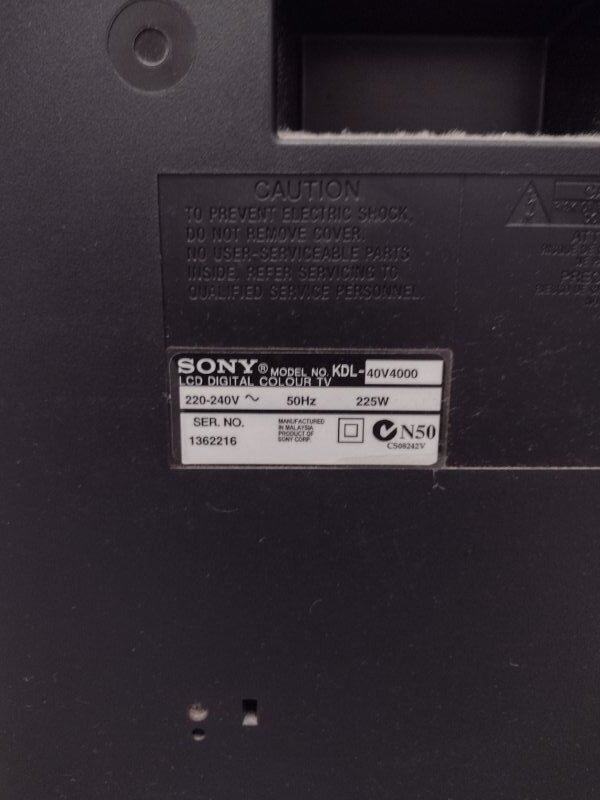 CAUTION
TO PREVENT ELECTRIC SHOCK,
DO NOT REMOVE COVER.
NO USER-SERVICEABLE PARTS
INSIDE. REFER SERVICING TO
QUALIFIED SERVICE PERSONNEL.
SONY® MODEL NO. KDL-40V4000
LCD DIGITAL COLOUR TV
220-240V ~ 50Hz 225W
SER. NO.
1362216
MANUFACTURED
IN MALAYSIA
PRODUCT OF
SONY CORP.
N50
CS08242V